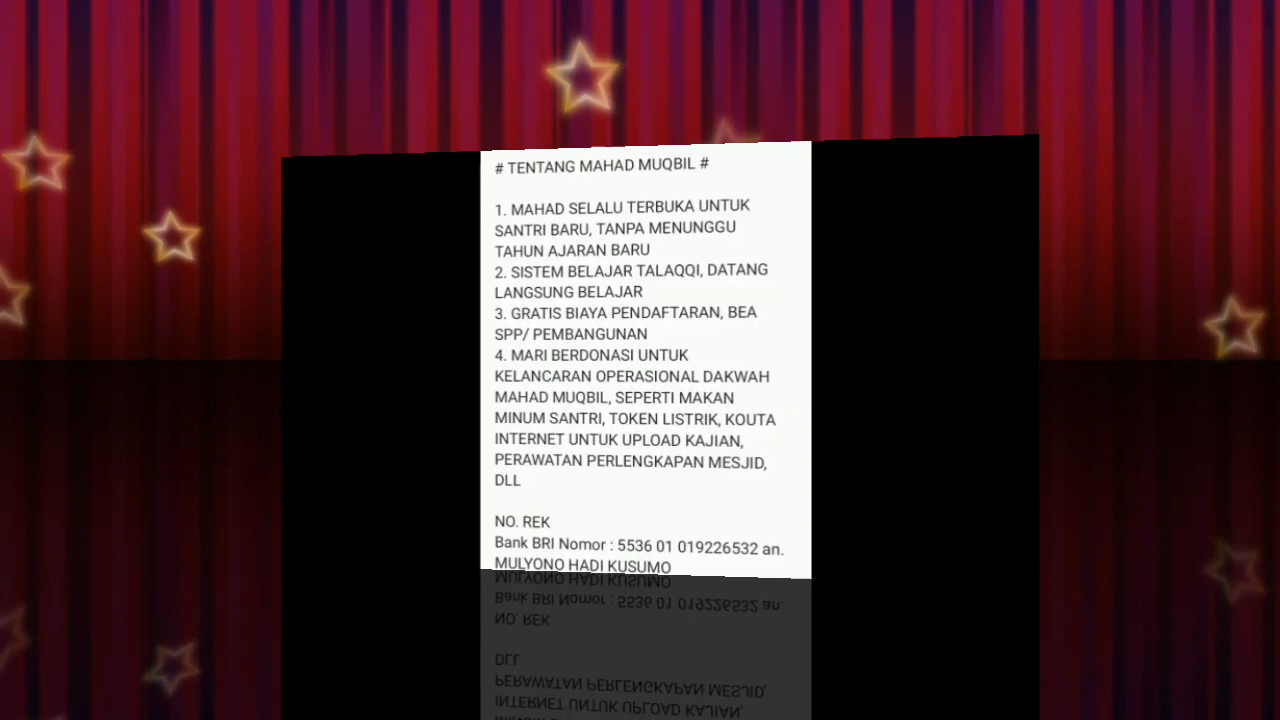 # TENTANG MAHAD MUQBIL #
1. MAHAD SELALU TERBUKA UNTUK
SANTRI BARU, TANPA MENUNGGU
TAHUN AJARAN BARU
2. SISTEM BELAJAR TALAQQI, DATANG
LANGSUNG BELAJAR
3. GRATIS BIAYA PENDAFTARAN, BEA
SPP/ PEMBANGUNAN
4. MARI BERDONASI UNTUK
KELANCARAN OPERASIONAL DAKWAH
MAHAD MUQBIL, SEPERTI MAKAN
MINUM SANTRI, TOKEN LISTRIK, KOUTA
INTERNET UNTUK UPLOAD KAJIAN,
PERAWATAN PERLENGKAPAN MESJID,
DLL
NO. REK
Bank BRI Nomor : 5536 01 019226532 an.
MULYONO HADI KUSUMO